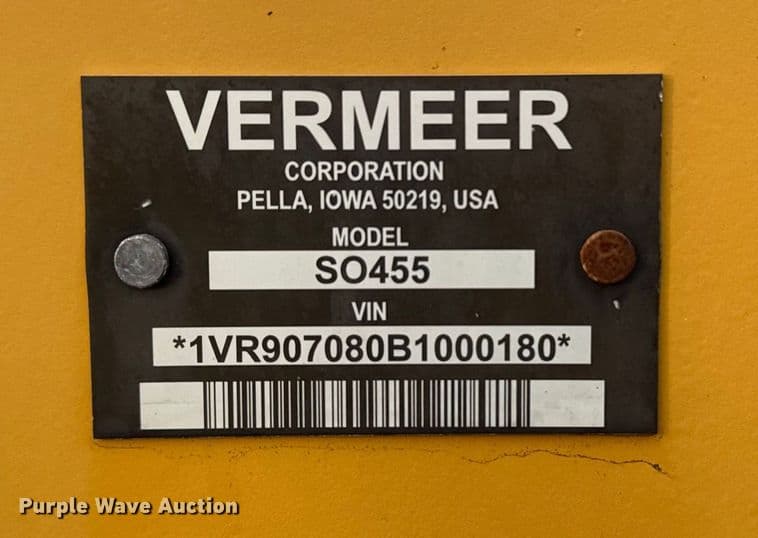 VERMEER
CORPORATION
PELLA, IOWA 50219, USA
MODEL
SO455
VIN
*1VR907080B1000180*
Purple Wave Auction